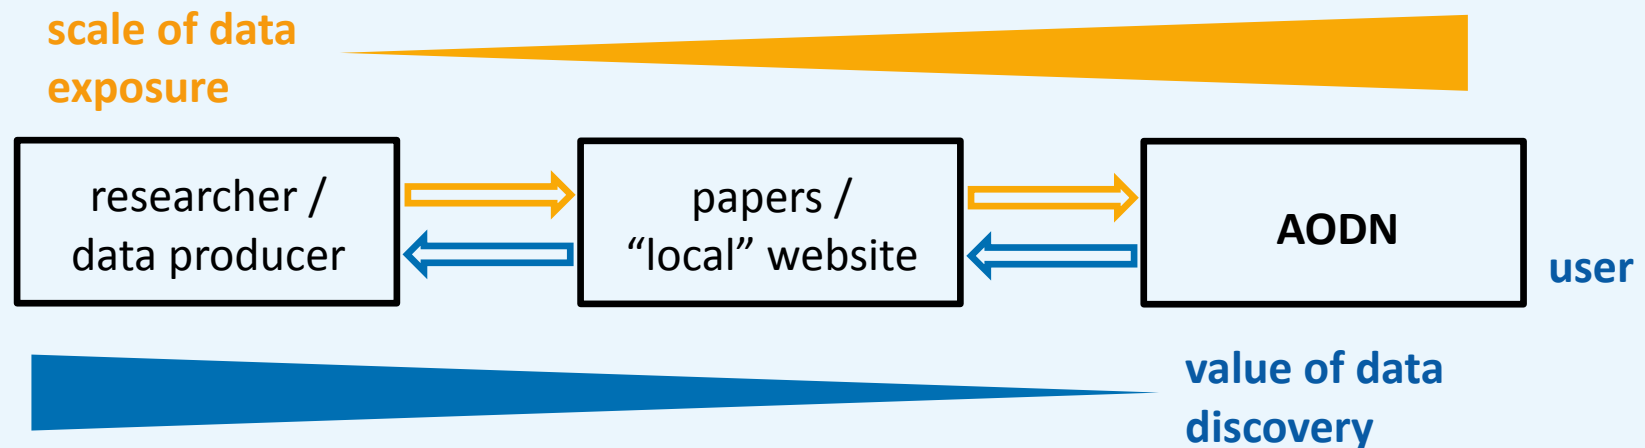 scale of data
exposure
researcher /
data producer
papers /
“local” website
AODN
user
value of data
discovery